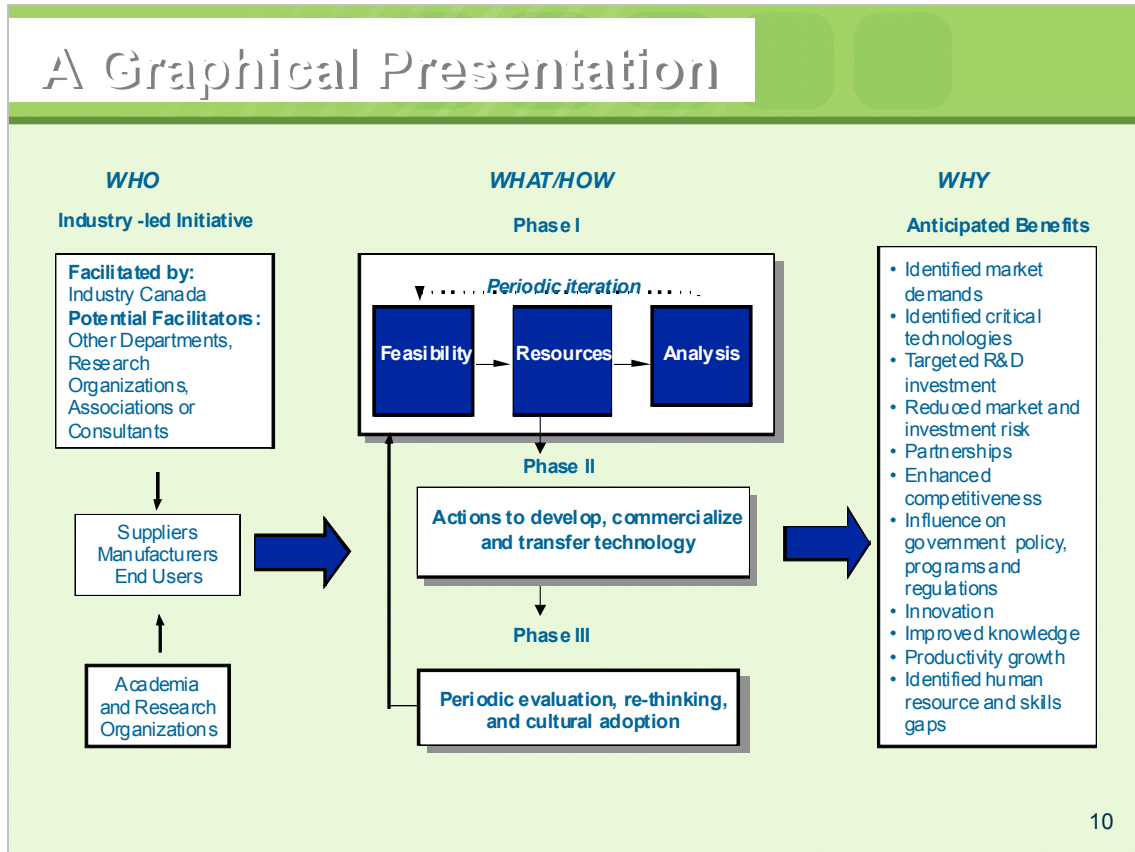 A Graphical Presentation
WHO
Industry -led Initiative
Facilitated by:
Industry Canada
Potential Facilitators:
Other Departments,
Research
Organizations,
Associations or
Consultants
Suppliers
Manufacturers
End Users
Academia
and Research
Organizations
WHAT/HOW
Phase I
Periodic iteration
Feasibility
Resources
Analysis
Phase II
Actions to develop, commercialize
and transfer technology
Phase III
Periodic evaluation, re-thinking,
and cultural adoption
WHY
Anticipated Benefits
• Identified market
demands
• Identified critical
technologies
• Targeted R&D
investment
• Reduced market and
investment risk
• Partnerships
• Enhanced
competitiveness
• Influence on
government policy,
programs and
regulations
• Innovation
• Improved knowledge
• Productivity growth
• Identified human
resource and skills
gaps
10